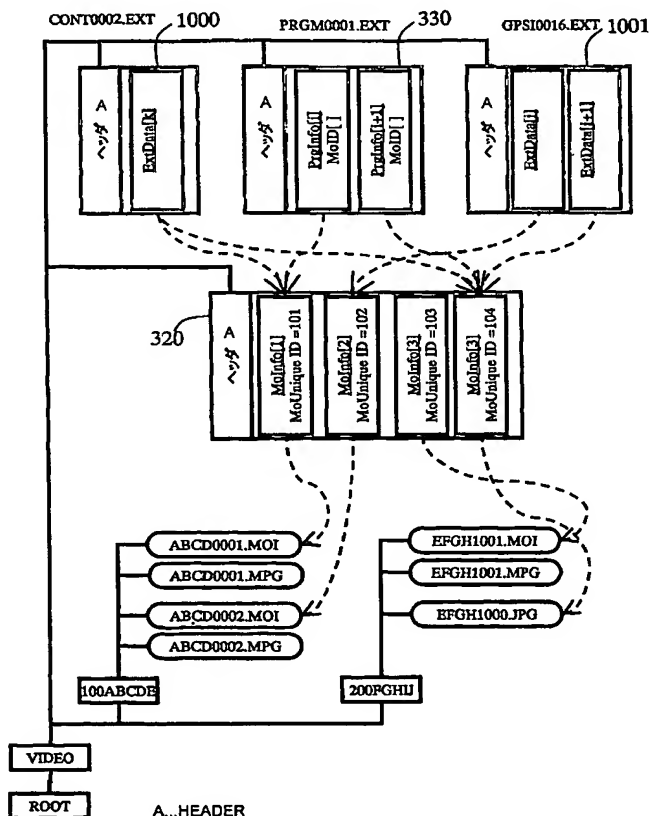 CONT0002.EXT
1000
PRGM0001.EXT
330
GPSI0016.EXT
1001
A
ヘッダ
ExtData[k]
A
ヘッダ
PrgInfo[i]
MoID[ ]
PrgInfo[i+1]
MoID[ ]
A
ヘッダ
ExtData[j]
ExtData[j+1]
320
A
ヘッダ
MoInfo[1]
MoUnique ID =101
MoInfo[2]
MoUnique ID =102
MoInfo[3]
MoUnique ID =103
MoInfo[3]
MoUnique ID =104
ABCD0001.MOI
ABCD0001.MPG
ABCD0002.MOI
ABCD0002.MPG
100ABCDE
EFGH1001.MOI
EFGH1001.MPG
EFGH1000.JPG
200FGHIJ
VIDEO
ROOT
A...HEADER